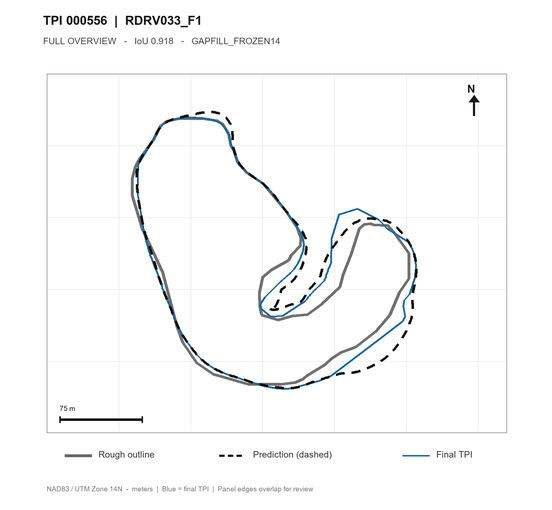 TPI 000556 | RDRV033_F1
FULL OVERVIEW - IoU 0.918 - GAPFILL_FROZEN14
N
75 m
Rough outline Prediction (dashed) Final TPI
NAD83 / UTM Zone 14N - meters | Blue = final TPI | Panel edges overlap for review